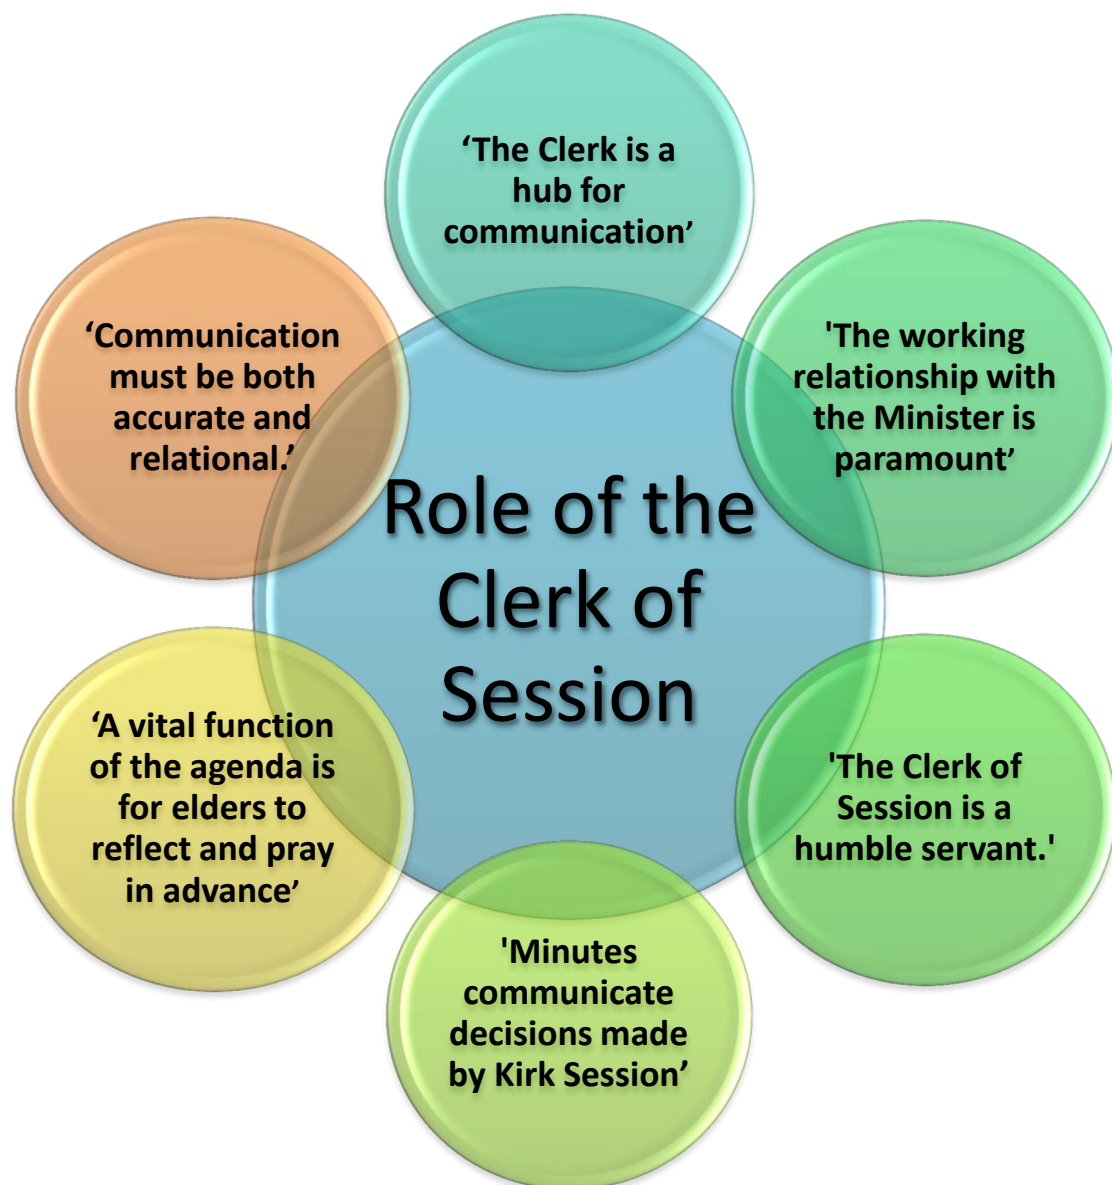 ‘The Clerk is a
hub for
communication’
'The working
relationship with
the Minister is
paramount’
'The Clerk of
Session is a
humble servant.'
'Minutes
communicate
decisions made
by Kirk Session’
‘A vital function
of the agenda is
for elders to
reflect and pray
in advance’
‘Communication
must be both
accurate and
relational.’
Role of the
Clerk of
Session